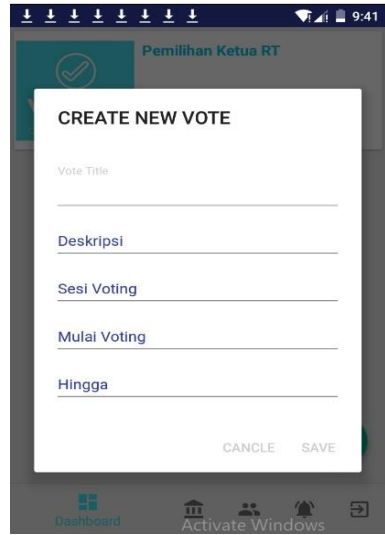 9:41
Pemilihan Ketua RT
CREATE NEW VOTE
Vote Title
Deskripsi
Sesi Voting
Mulai Voting
Hingga
CANCLE SAVE
Dashboard
Activate Windows